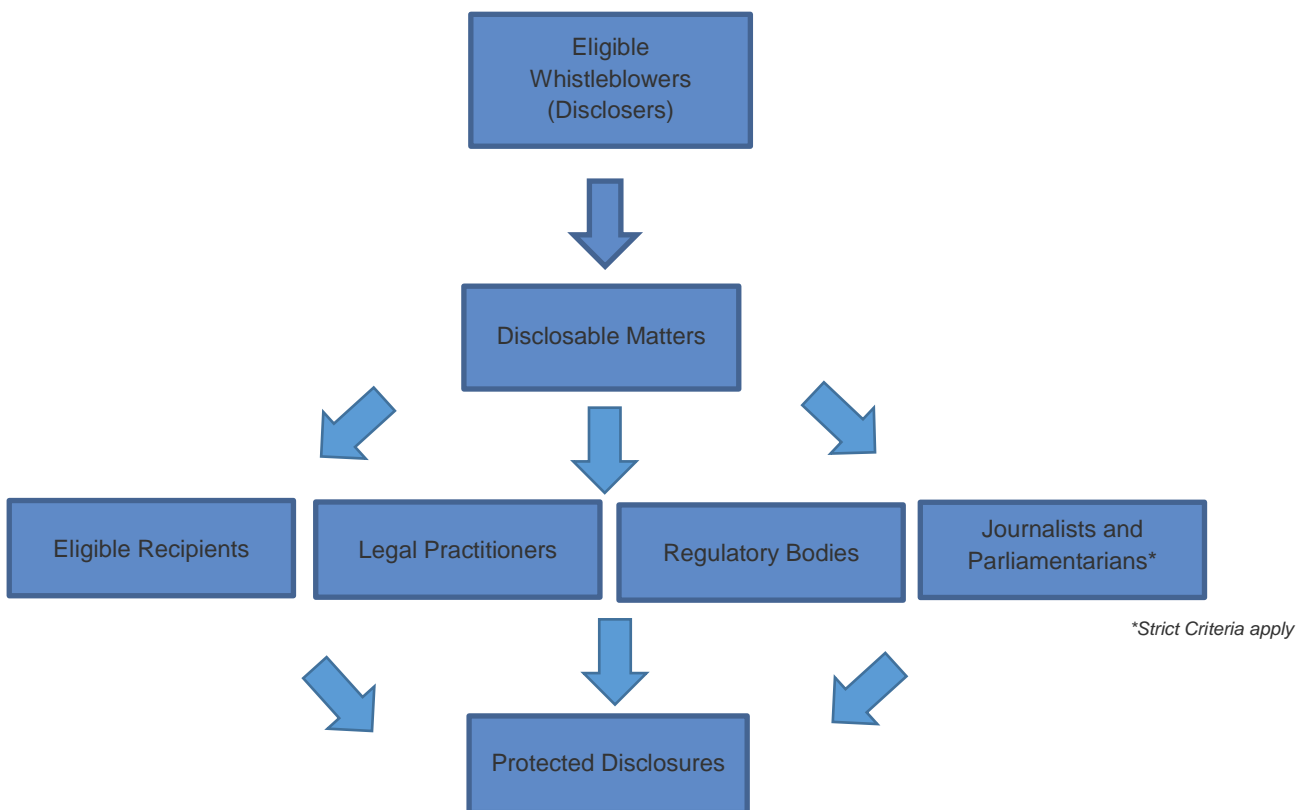 Eligible
Whistleblowers
(Disclosers)
Disclosable Matters
Eligible Recipients
Legal Practitioners
Regulatory Bodies
Journalists and
Parliamentarians*
*Strict Criteria apply
Protected Disclosures